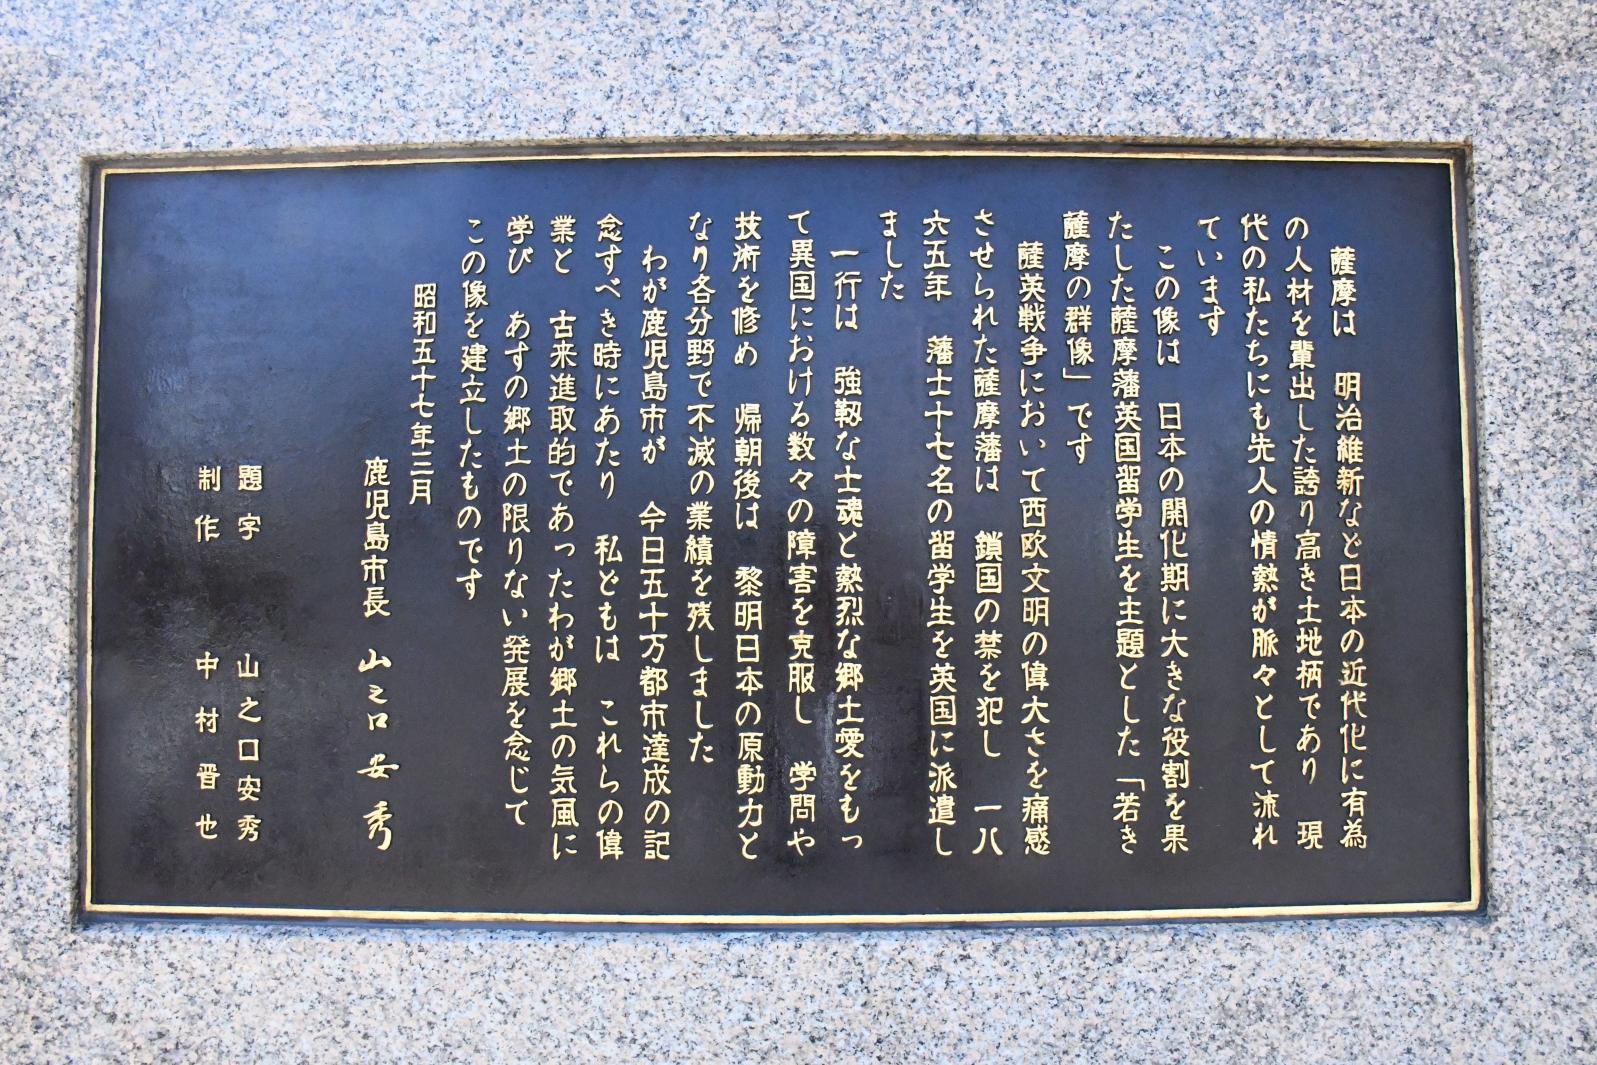 薩摩は　明治維新など日本の近代化に有為
の人材を輩出した誇り高き土地柄であり　現
代の私たちにも先人の情熱が脈々として流れ
ています
この像は　日本の開化期に大きな役割を果
たした薩摩藩英国留学生を主題とした「若き
薩摩の群像」です
薩英戦争において西欧文明の偉大さを痛感
させられた薩摩藩は　鎖国の禁を犯し　一八
六五年　藩士十七名の留学生を英国に派遣し
ました
一行は　強靱な士魂と熱烈な郷土愛をもっ
て異国における数々の障害を克服し　学問や
技術を修め　帰朝後は　黎明日本の原動力と
なり各分野で不滅の業績を残しました
わが鹿児島市が　今日五十万都市達成の記
念すべき時にあたり　私どもは　これらの偉
業と　古来進取的であったわが郷土の気風に
学び　あすの郷土の限りない発展を念じて
この像を建立したものです
昭和五十七年三月
鹿児島市長　山之口安秀
題字　山之口安秀
制作　中村晋也